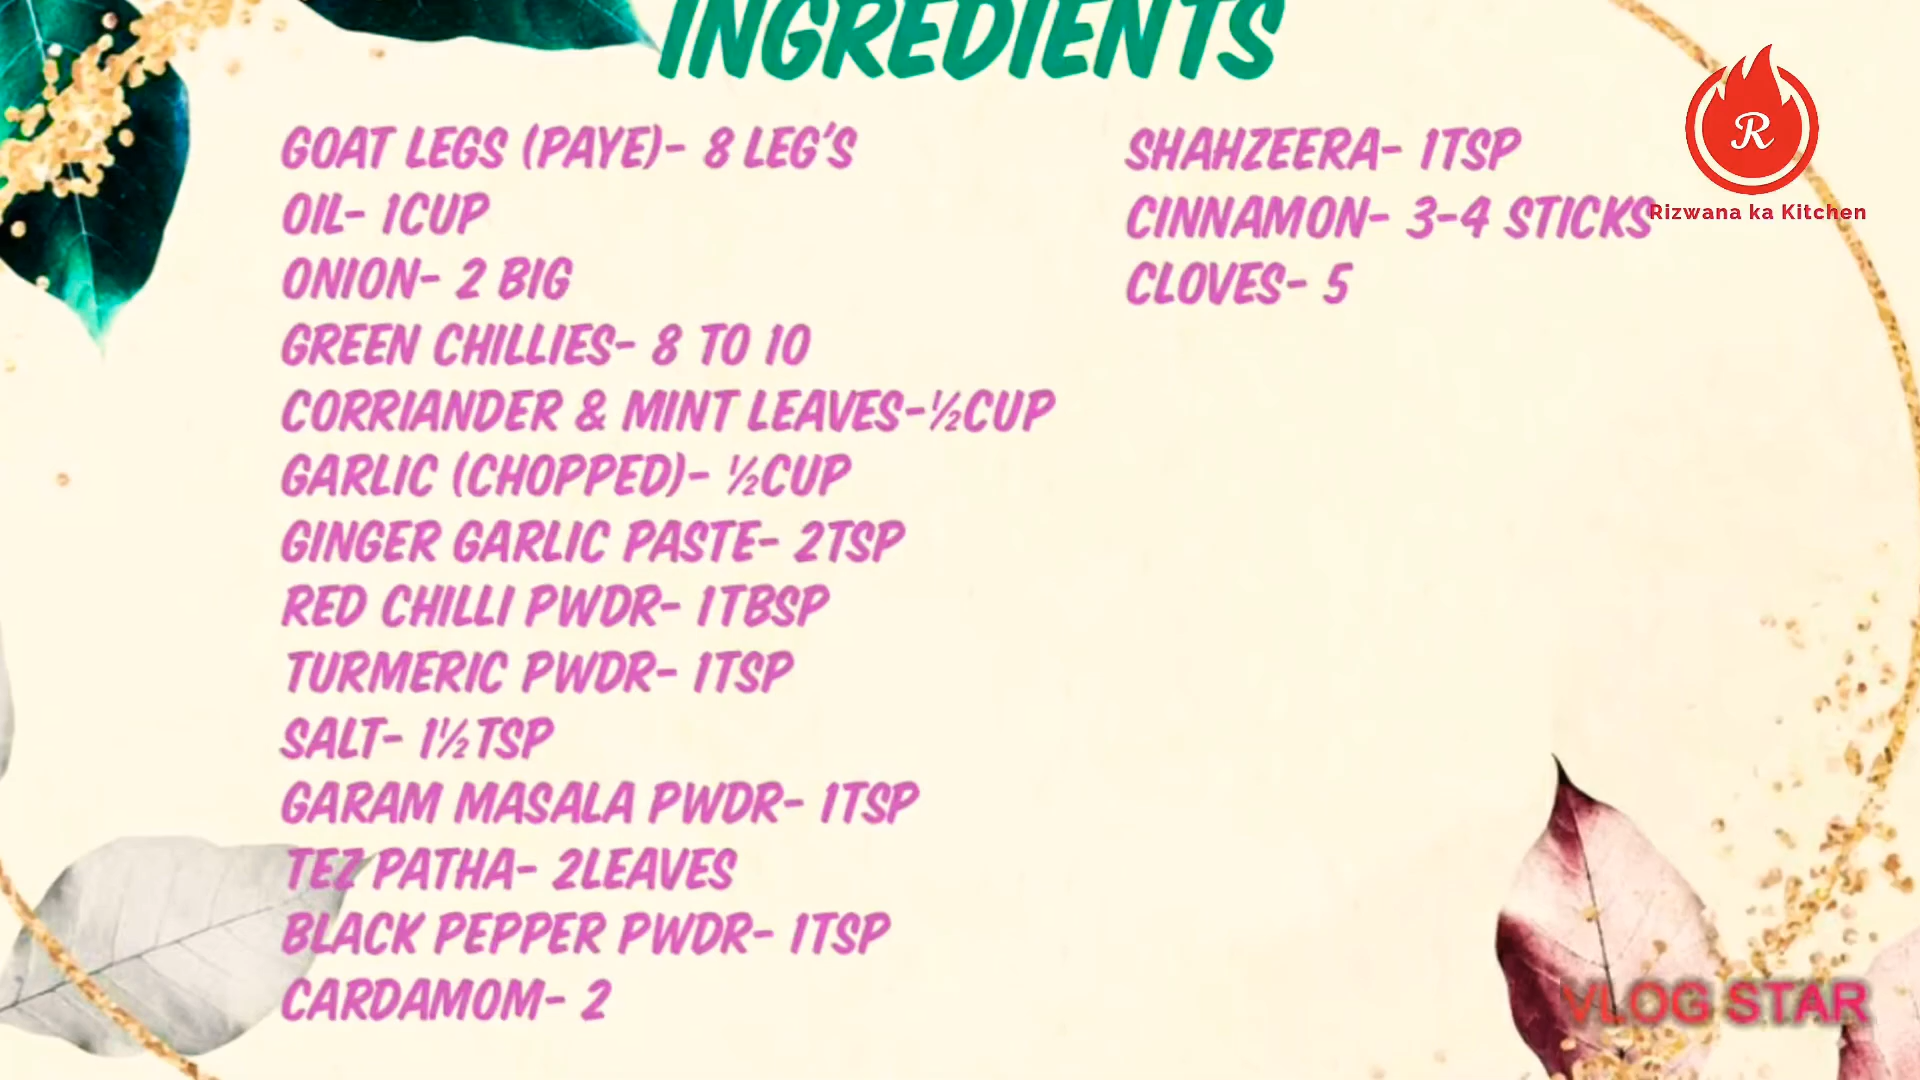 INGREDIENTS
GOAT LEGS (PAYE)- 8 LEG'S
OIL- 1CUP
ONION- 2 BIG
GREEN CHILLIES- 8 TO 10
CORRIANDER & MINT LEAVES-½CUP
GARLIC (CHOPPED)- ½CUP
GINGER GARLIC PASTE- 2TSP
RED CHILLI PWDR- 1TBSP
TURMERIC PWDR- 1TSP
SALT- 1½TSP
GARAM MASALA PWDR- 1TSP
TEZ PATHA- 2LEAVES
BLACK PEPPER PWDR- 1TSP
CARDAMOM- 2
SHAHZEERA- 1TSP
CINNAMON- 3-4 STICKS
CLOVES- 5
R
Rizwana ka Kitchen
VLOG STAR